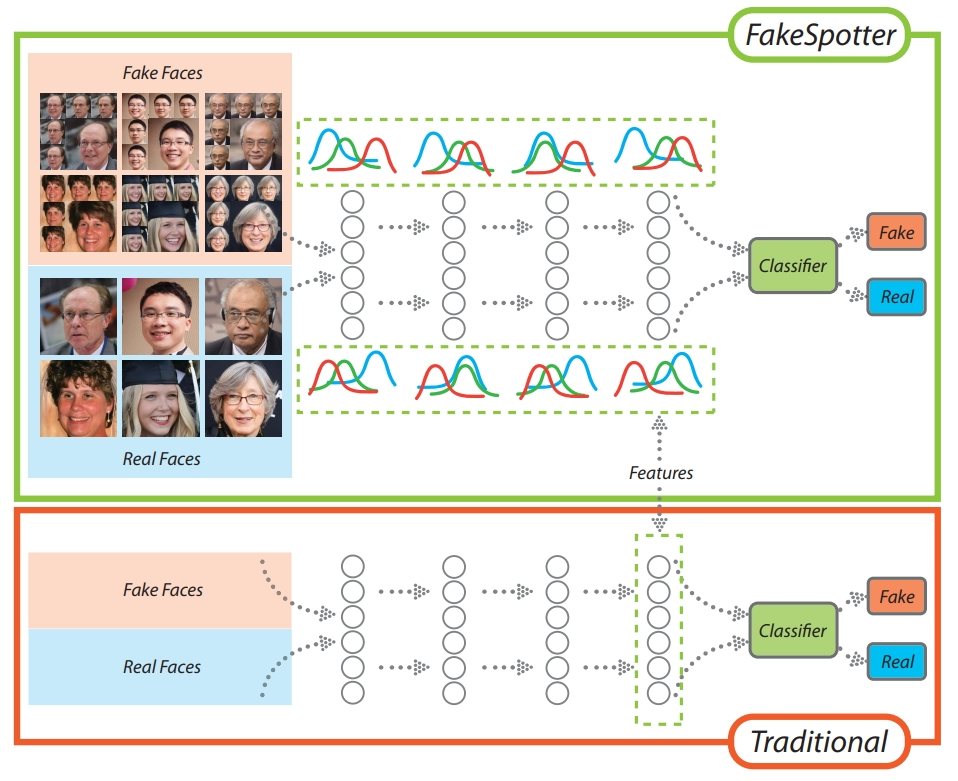 FakeSpotter
Fake Faces
Real Faces
Classifier
Fake
Real
Features
Fake Faces
Real Faces
Classifier
Fake
Real
Traditional